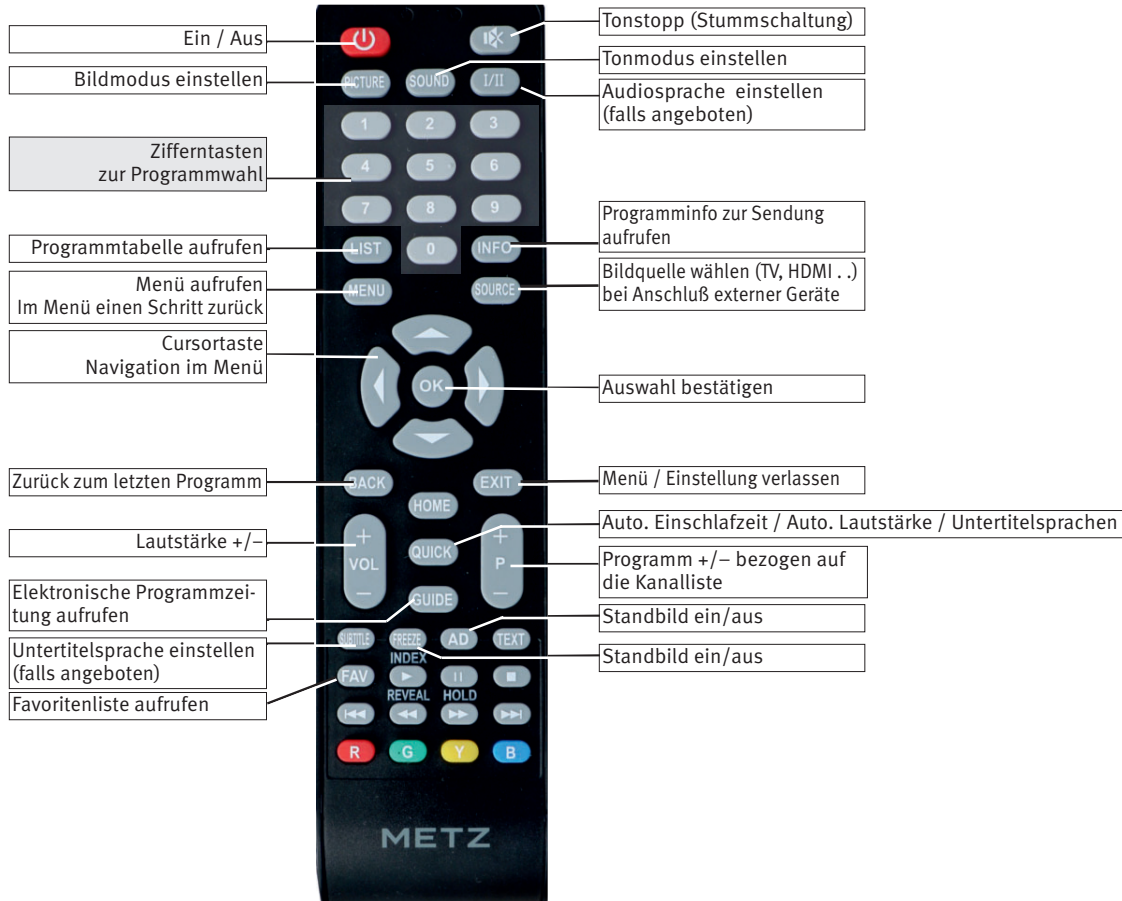 Ein / Aus
Bildmodus einstellen
Zifferntasten
zur Programmwahl
Programmtabelle aufrufen
Menü aufrufen
Im Menü einen Schritt zurück
Cursortaste
Navigation im Menü
Zurück zum letzten Programm
Lautstärke +/–
Elektronische Programmzei-
tung aufrufen
Untertitelsprache einstellen
(falls angeboten)
Favoritenliste aufrufen
PICTURE SOUND I/II
1 2 3
4 5 6
7 8 9
LIST 0 INFO
MENU SOURCE
OK
BACK EXIT
HOME
+ +
QUICK
VOL P
– –
GUIDE
SUBTITLE FREEZE AD TEXT
INDEX
FAV
REVEAL HOLD
R G Y B
METZ
Tonstopp (Stummschaltung)
Tonmodus einstellen
Audiosprache einstellen
(falls angeboten)
Programminfo zur Sendung
aufrufen
Bildquelle wählen (TV, HDMI . .)
bei Anschluß externer Geräte
Auswahl bestätigen
Menü / Einstellung verlassen
Auto. Einschlafzeit / Auto. Lautstärke / Untertitelsprachen
Programm +/– bezogen auf
die Kanalliste
Standbild ein/aus
Standbild ein/aus